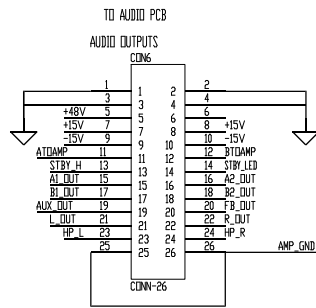 TO AUDIO PCB
AUDIO OUTPUTS
CON6
1 1 2 2
3 3 4 4
+48V 5 5 6 6
+15V 7 7 8 8 +15V
-15V 9 9 10 10 -15V
ATOAMP 11 11 12 12 BTOAMP
STBY_H 13 13 14 14 STBY_LED
A1_OUT 15 15 16 16 A2_OUT
B1_OUT 17 17 18 18 B2_OUT
AUX_OUT 19 19 20 20 FB_OUT
L_OUT 21 21 22 22 R_OUT
HP_L 23 23 24 24 HP_R
25 25 26 26 AMP_GND
CONN-26